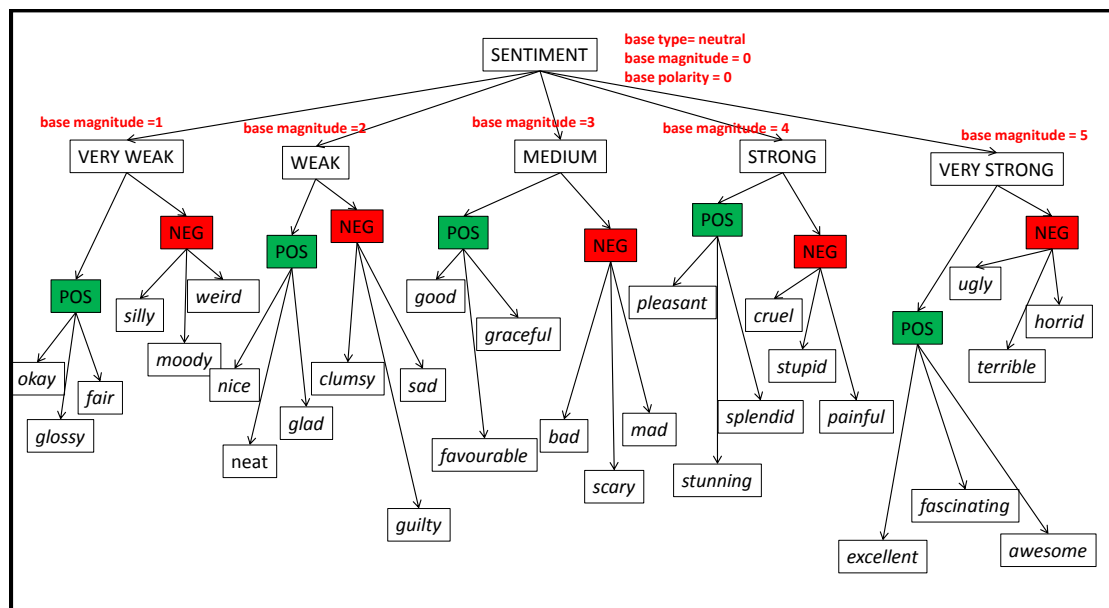 SENTIMENT
base type= neutral
base magnitude = 0
base polarity = 0
base magnitude =1
base magnitude =2
base magnitude =3
base magnitude = 4
base magnitude = 5
VERY WEAK
WEAK
MEDIUM
STRONG
VERY STRONG
POS
NEG
okay
glossy
fair
silly
moody
weird
POS
NEG
nice
neat
glad
clumsy
guilty
sad
POS
NEG
good
favourable
graceful
bad
scary
mad
POS
NEG
pleasant
stunning
splendid
cruel
stupid
painful
POS
NEG
excellent
fascinating
awesome
ugly
terrible
horrid